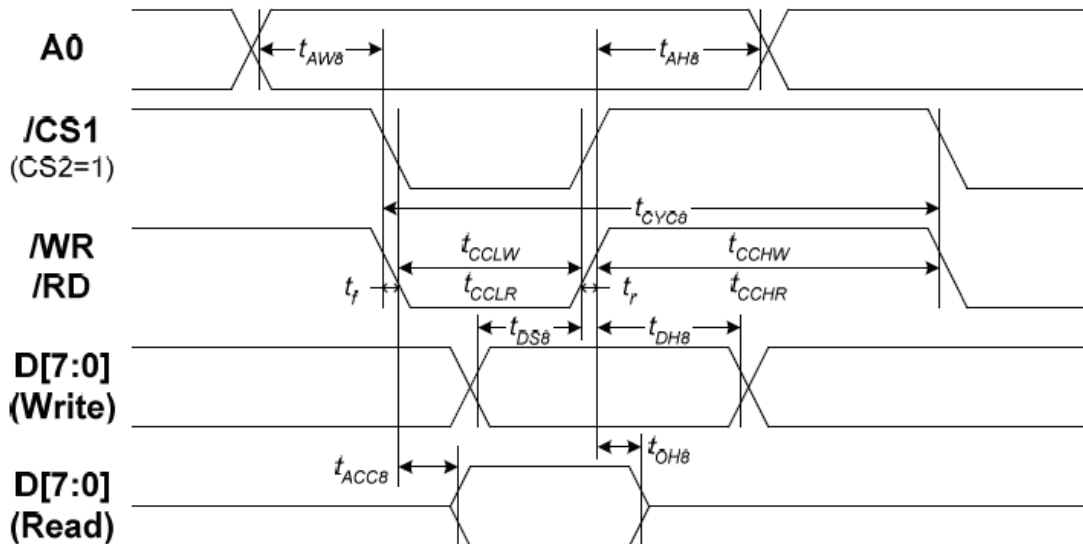 A0
tAW8
tAH8
/CS1
(CS2=1)
tCYC8
/WR
/RD
tCCLW
tCCHW
tf
tCCLR
tr
tCCHR
tDS8
tDH8
D[7:0]
(Write)
tACC8
tOH8
D[7:0]
(Read)